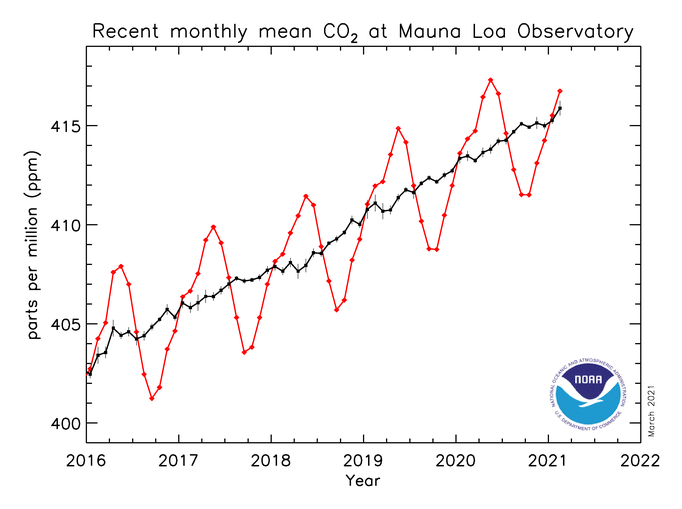 Recent monthly mean CO₂ at Mauna Loa Observatory
parts per million (ppm)
415
410
405
400
2016 2017 2018 2019 2020 2021 2022
Year
NATIONAL OCEANIC AND ATMOSPHERIC ADMINISTRATION
NOAA
U.S. DEPARTMENT OF COMMERCE
March 2021